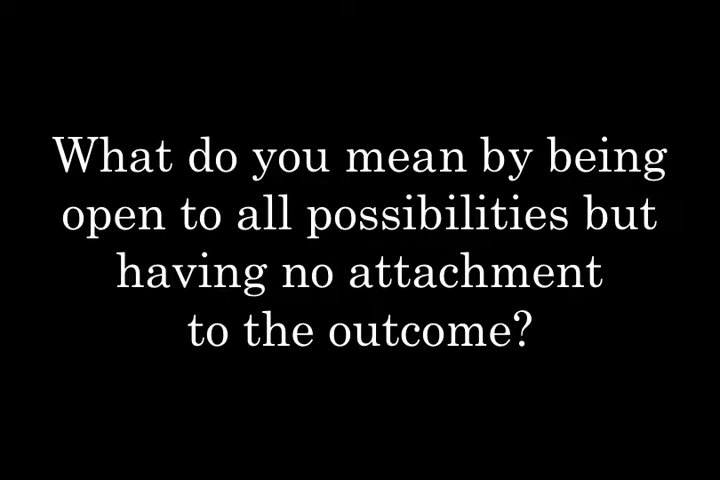 What do you mean by being
open to all possibilities but
having no attachment
to the outcome?